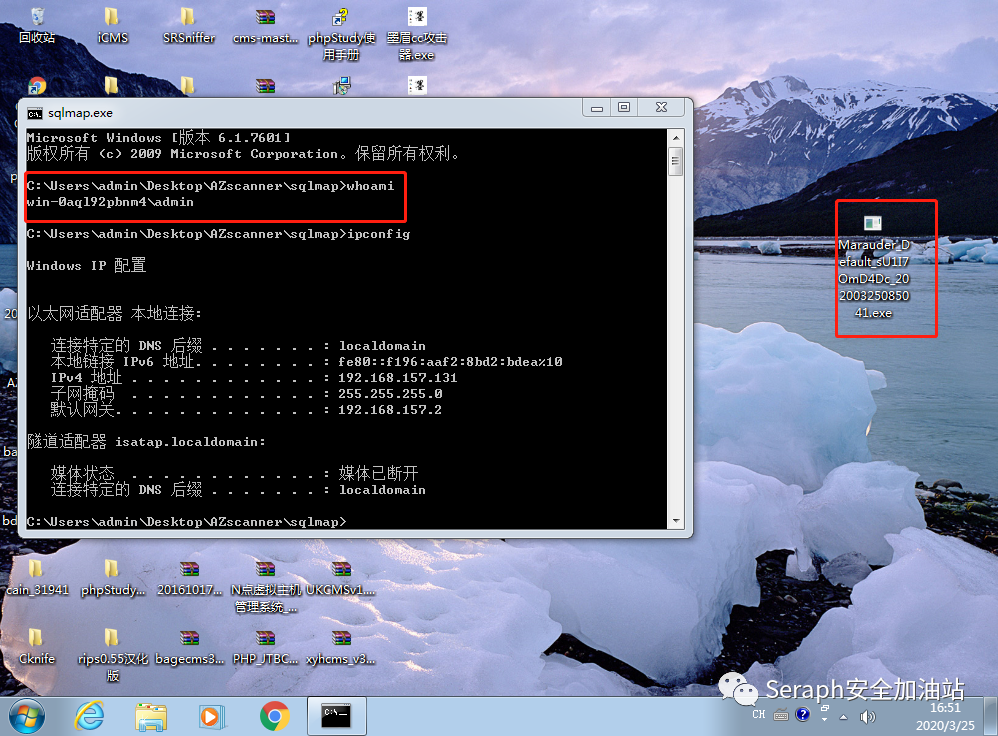 回收站
iCMS
SRSniffer
cms-mast...
phpStudy使
用手册
墨眉cc攻击
器.exe
sqlmap.exe
Microsoft Windows [版本 6.1.7601]
版权所有 (c) 2009 Microsoft Corporation。保留所有权利。
C:\Users\admin\Desktop\AZscanner\sqlmap>whoami
win-0aql92pbnm4\admin
C:\Users\admin\Desktop\AZscanner\sqlmap>ipconfig
Windows IP 配置
以太网适配器 本地连接:
连接特定的 DNS 后缀 . . . . . . . : localdomain
本地链接 IPv6 地址. . . . . . . . : fe80::f196:aaf2:8bd2:bdea%10
IPv4 地址 . . . . . . . . . . . . : 192.168.157.131
子网掩码 . . . . . . . . . . . . : 255.255.255.0
默认网关. . . . . . . . . . . . . : 192.168.157.2
隧道适配器 isatap.localdomain:
媒体状态 . . . . . . . . . . . . : 媒体已断开
连接特定的 DNS 后缀 . . . . . . . : localdomain
C:\Users\admin\Desktop\AZscanner\sqlmap>
Marauder_D
efault_sU1I7
OmD4Dc_20
2003250850
41.exe
cain_31941
phpStudy...
20161017...
N点虚拟主机
管理系统_...
UKCMSv1....
Cknife
rips0.55汉化
版
bagecms3...
PHP_JTBC...
xyhcms_v3...
Seraph安全加油站
CH
16:51
2020/3/25